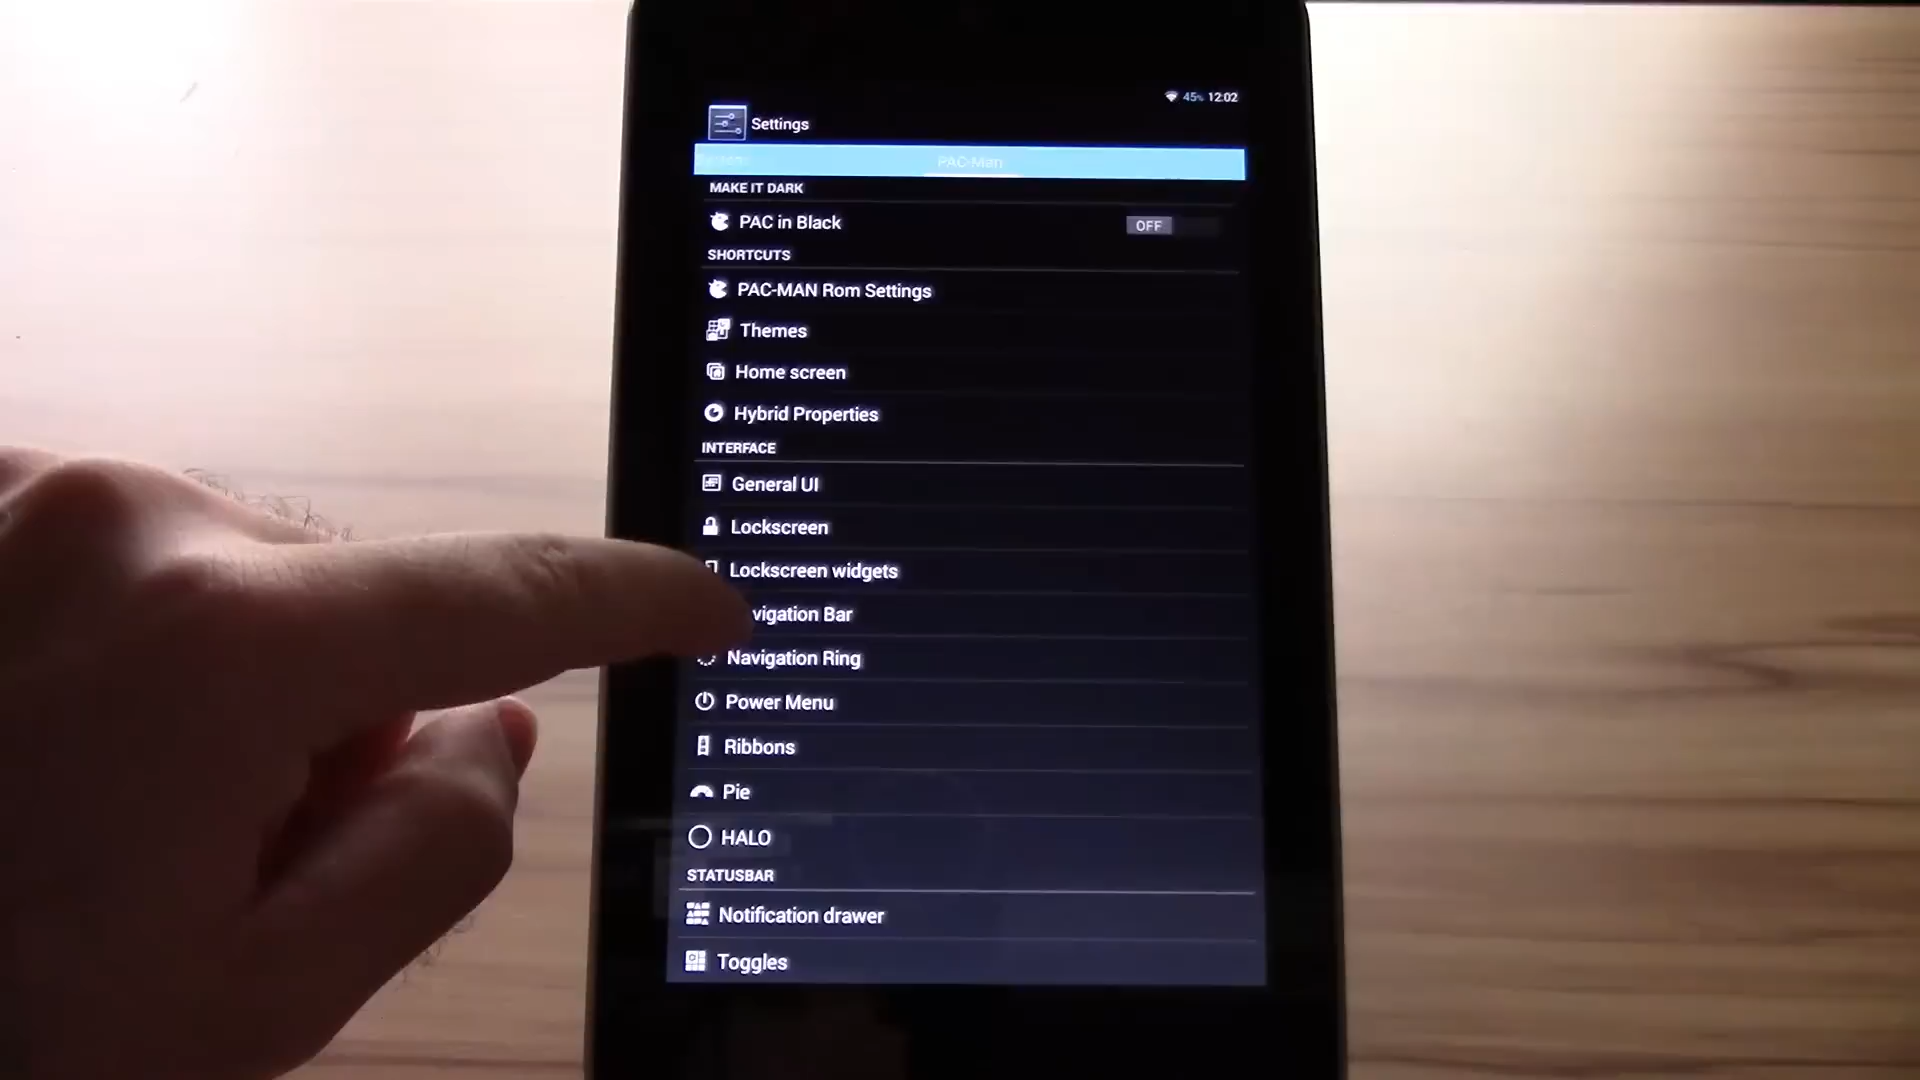 45% 12:02
Settings
System PAC-Man
MAKE IT DARK
PAC in Black OFF
SHORTCUTS
PAC-MAN Rom Settings
Themes
Home screen
Hybrid Properties
INTERFACE
General UI
Lockscreen
Lockscreen widgets
vigation Bar
Navigation Ring
Power Menu
Ribbons
Pie
HALO
STATUSBAR
Notification drawer
Toggles